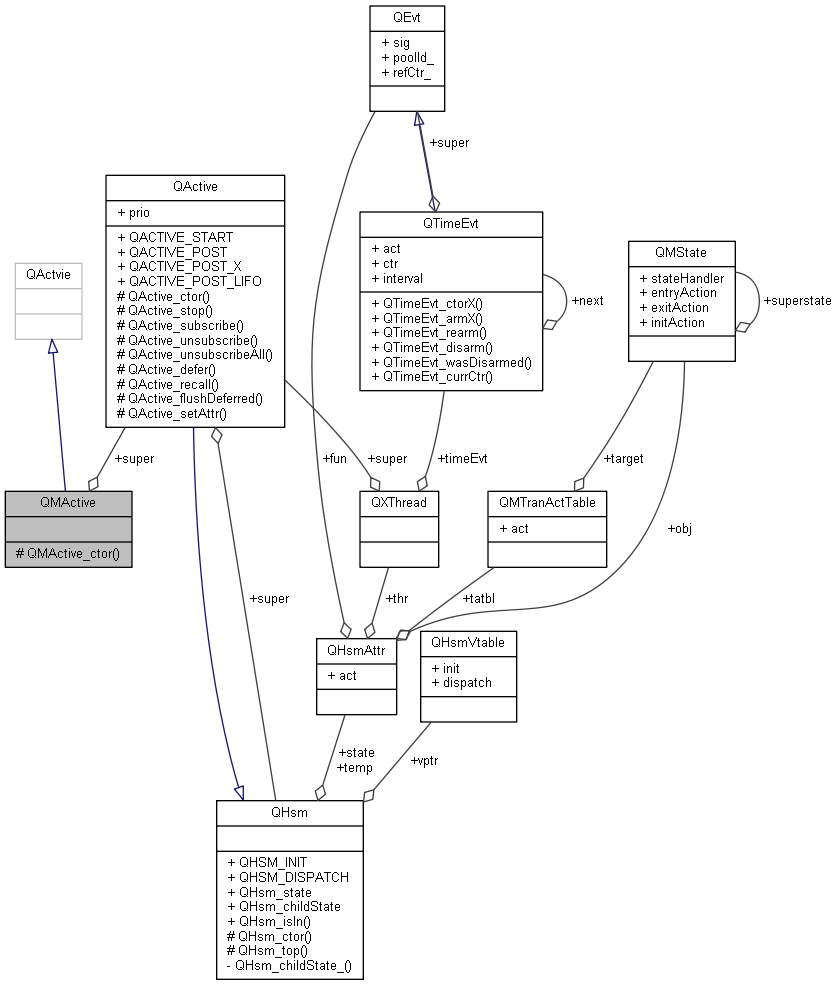 QEvt
+ sig
+ poolId_
+ refCtr_
+super
QActive
+ prio
+ QACTIVE_START
+ QACTIVE_POST
+ QACTIVE_POST_X
+ QACTIVE_POST_LIFO
# QActive_ctor()
# QActive_stop()
# QActive_subscribe()
# QActive_unsubscribe()
# QActive_unsubscribeAll()
# QActive_defer()
# QActive_recall()
# QActive_flushDeferred()
# QActive_setAttr()
QTimeEvt
+ act
+ ctr
+ interval
+ QTimeEvt_ctorX()
+ QTimeEvt_armX()
+ QTimeEvt_rearm()
+ QTimeEvt_disarm()
+ QTimeEvt_wasDisarmed()
+ QTimeEvt_currCtr()
+next
QMState
+ stateHandler
+ entryAction
+ exitAction
+ initAction
+superstate
QActvie
+super
+fun
+super
+timeEvt
+target
QMActive
# QMActive_ctor()
QXThread
QMTranActTable
+ act
+obj
+super
+thr
+tatbl
QHsmAttr
+ act
QHsmVtable
+ init
+ dispatch
+state
+temp
+vptr
QHsm
+ QHSM_INIT
+ QHSM_DISPATCH
+ QHsm_state
+ QHsm_childState
+ QHsm_isIn()
# QHsm_ctor()
# QHsm_top()
- QHsm_childState_()